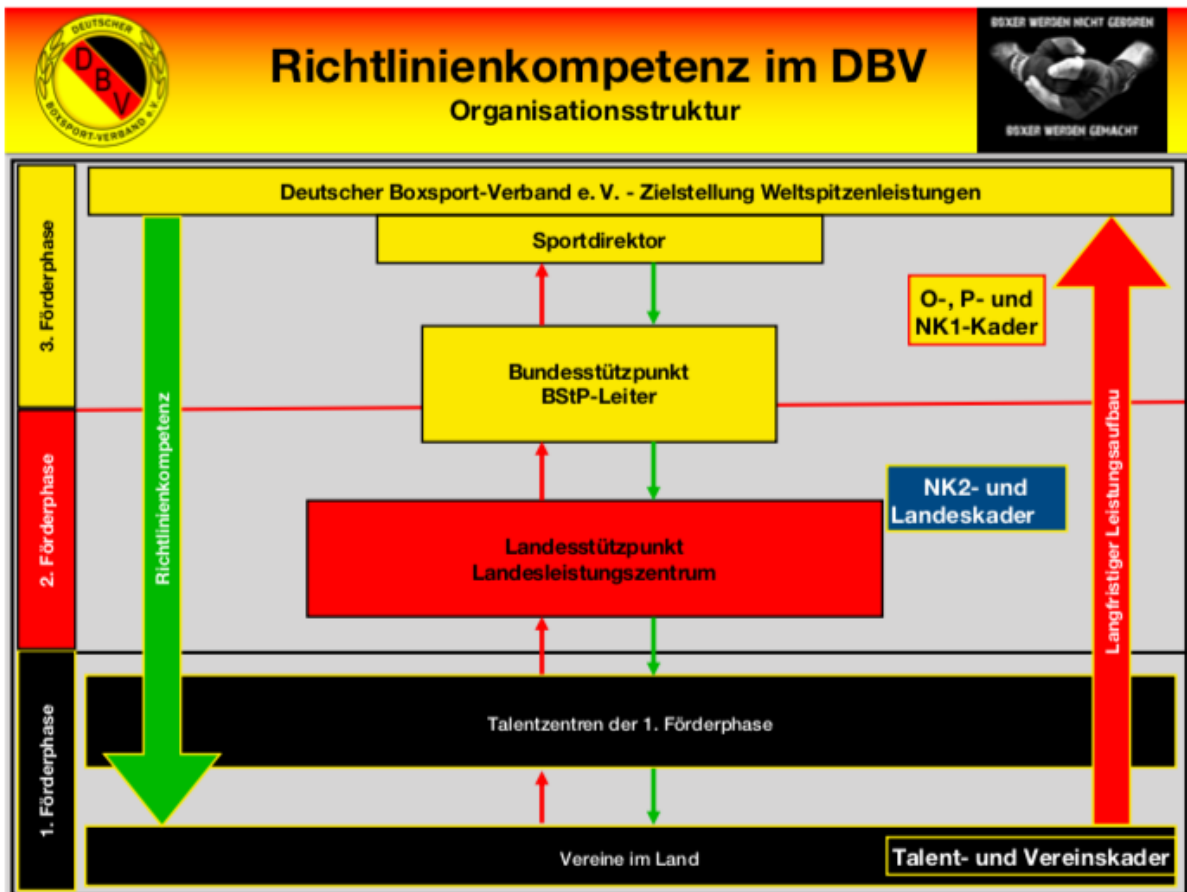 DEUTSCHER
DBV
BOXSPORT-VERBAND e.V.
Richtlinienkompetenz im DBV
Organisationsstruktur
BOXER WERDEN NICHT GEBOREN
BOXER WERDEN GEMACHT
3. Förderphase
Deutscher Boxsport-Verband e. V. - Zielstellung Weltspitzenleistungen
Sportdirektor
O-, P- und
NK1-Kader
Bundesstützpunkt
BStP-Leiter
Richtlinienkompetenz
Langfristiger Leistungsaufbau
2. Förderphase
NK2- und
Landeskader
Landesstützpunkt
Landesleistungszentrum
1. Förderphase
Talentzentren der 1. Förderphase
Vereine im Land
Talent- und Vereinskader